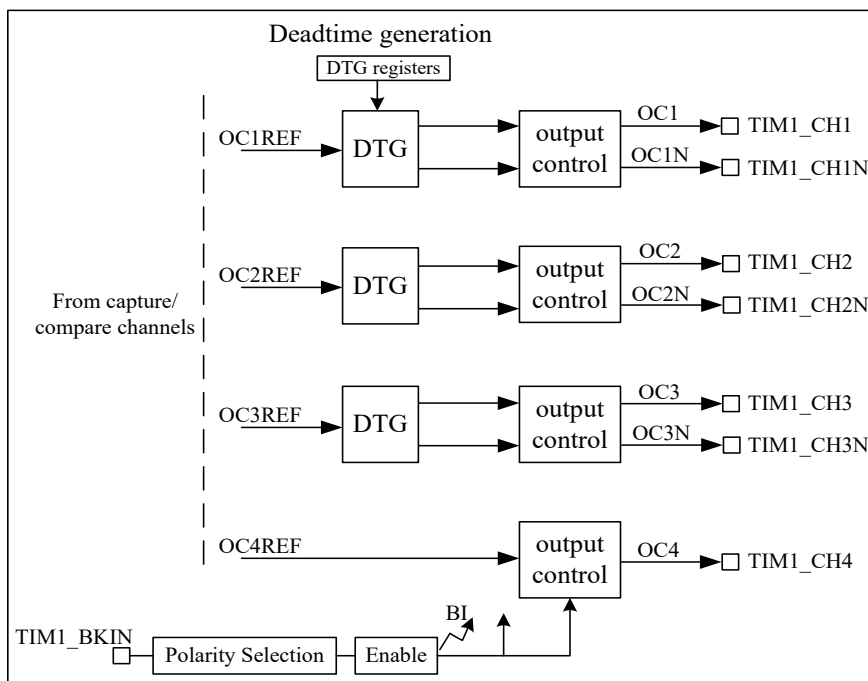 Deadtime generation
DTG registers
OC1REF
DTG
output
control
OC1
OC1N
TIM1_CH1
TIM1_CH1N
OC2REF
DTG
output
control
OC2
OC2N
TIM1_CH2
TIM1_CH2N
From capture/
compare channels
OC3REF
DTG
output
control
OC3
OC3N
TIM1_CH3
TIM1_CH3N
OC4REF
output
control
OC4
TIM1_CH4
BI
TIM1_BKIN
Polarity Selection
Enable